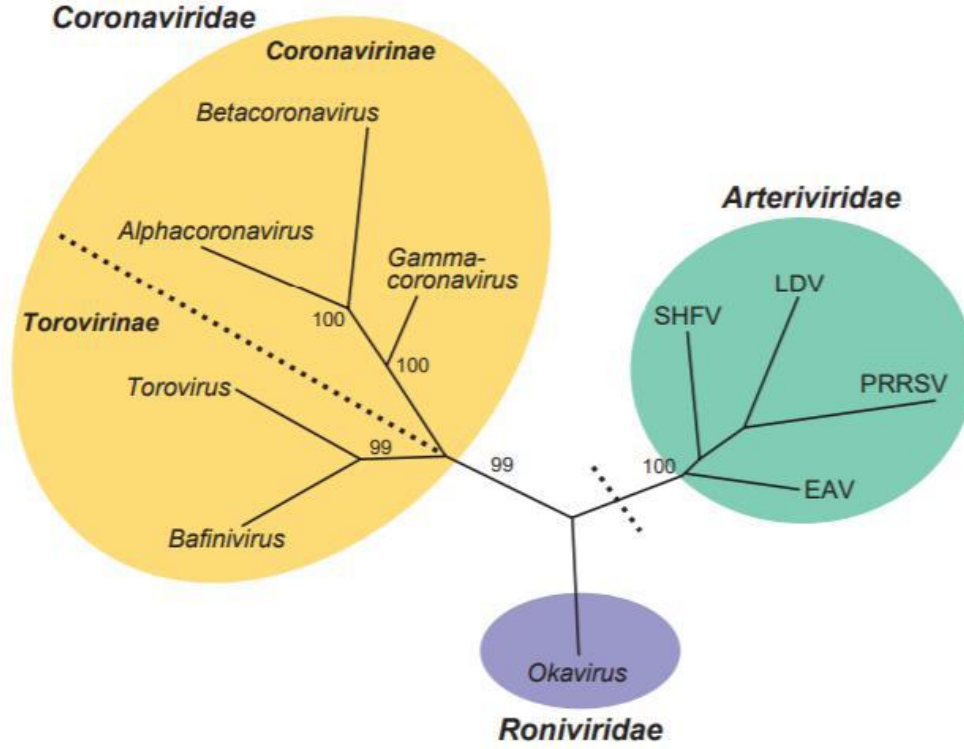 Coronaviridae
Coronavirinae
Betacoronavirus
Alphacoronavirus
Gamma-
coronavirus
100
100
Torovirinae
Torovirus
99
Bafinivirus
99
Arteriviridae
LDV
SHFV
PRRSV
100
EAV
Okavirus
Roniviridae